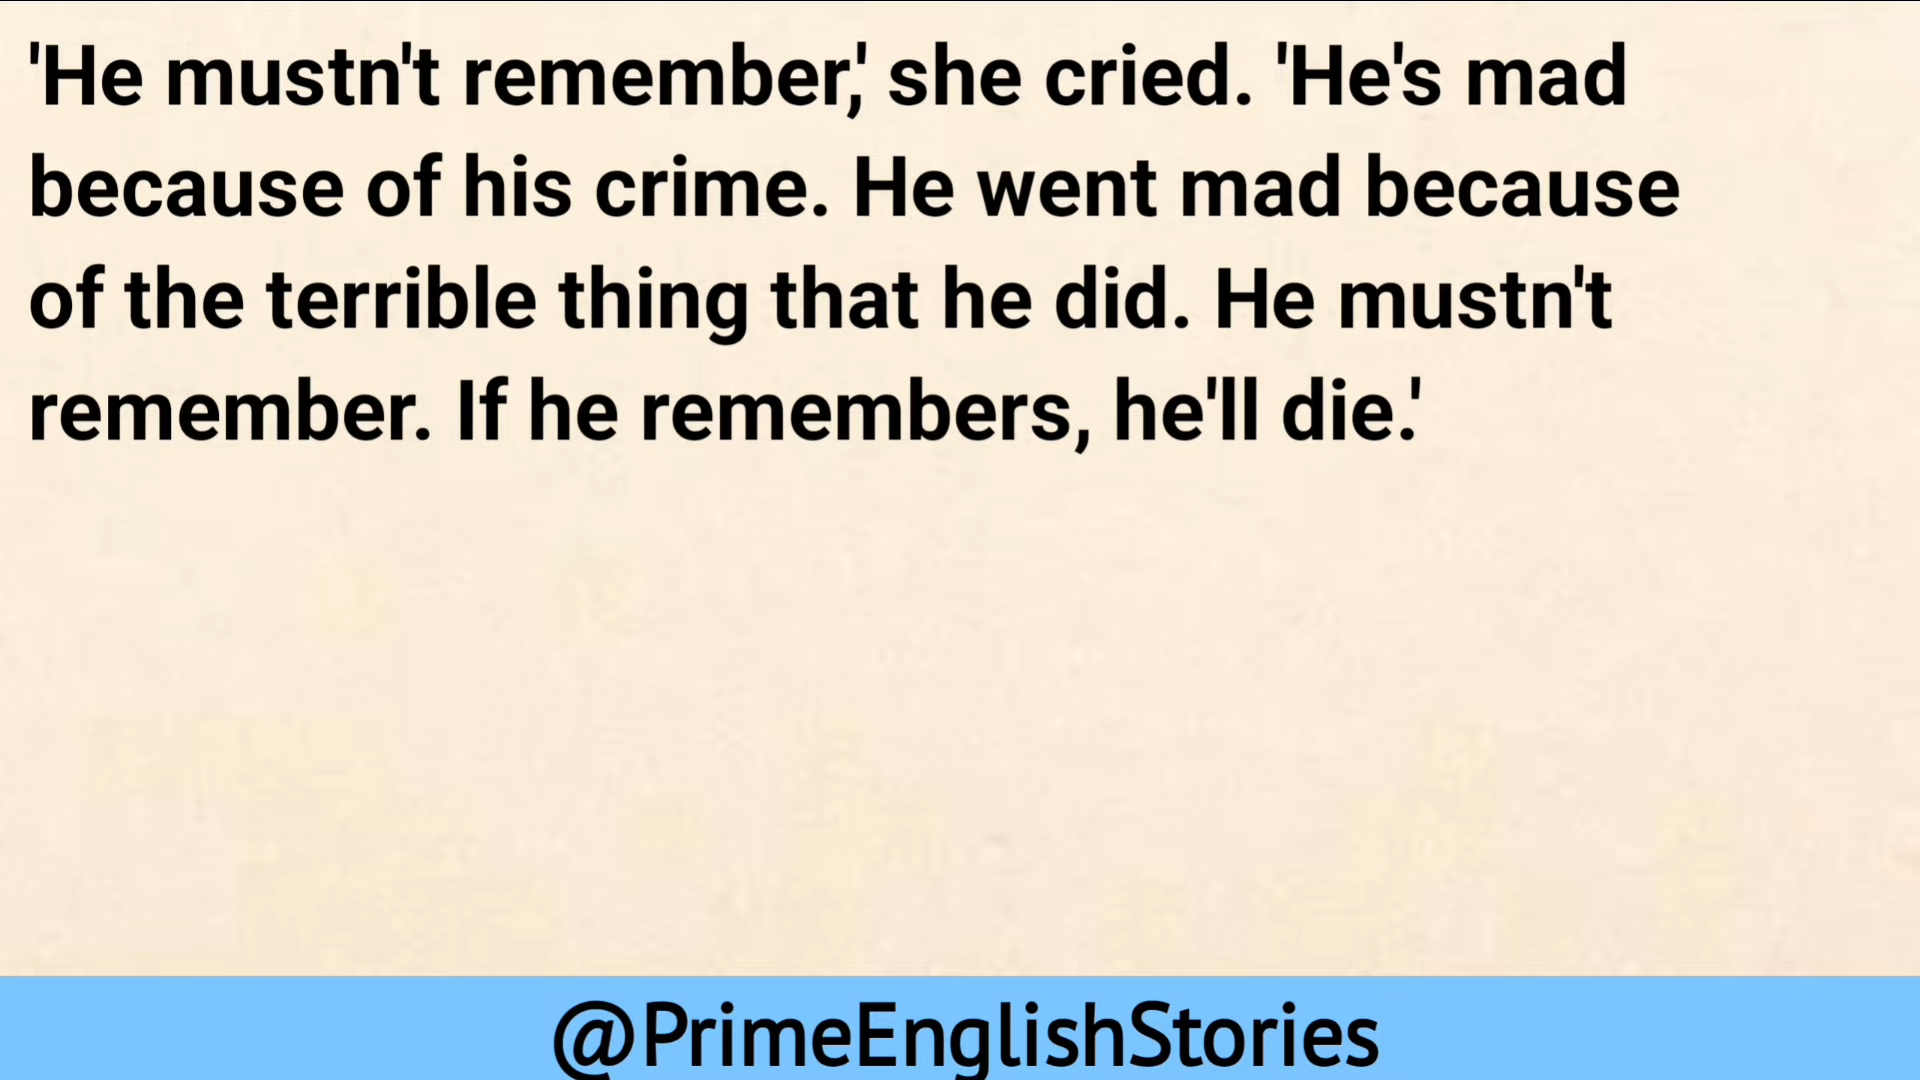 'He mustn't remember,' she cried. 'He's mad
because of his crime. He went mad because
of the terrible thing that he did. He mustn't
remember. If he remembers, he'll die.'
@PrimeEnglishStories